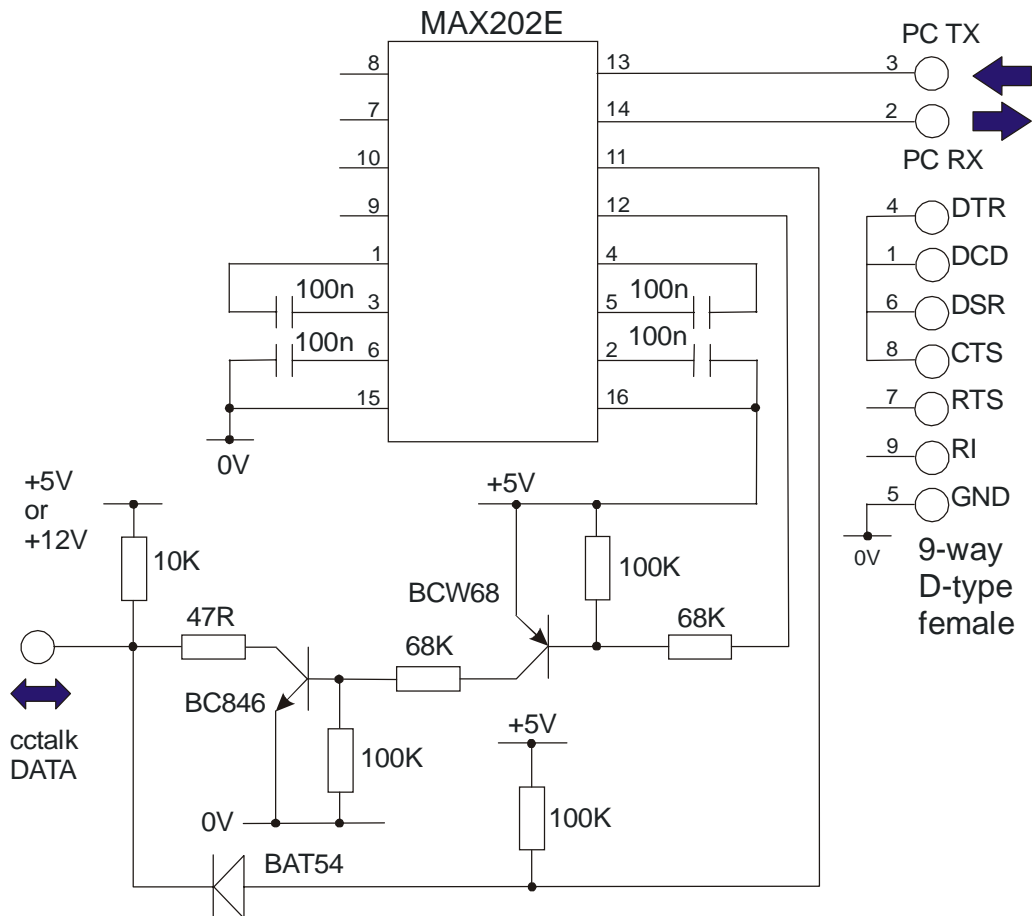 MAX202E
PC TX
8
13
3
7
14
2
10
11
PC RX
9
12
4
DTR
1
4
1
DCD
100n
3
5
100n
6
DSR
100n
6
2
100n
8
CTS
15
16
7
RTS
0V
9
RI
+5V
or
+12V
+5V
5
GND
0V
10K
100K
9-way
D-type
female
BCW68
47R
68K
68K
BC846
cctalk
DATA
100K
+5V
0V
100K
BAT54